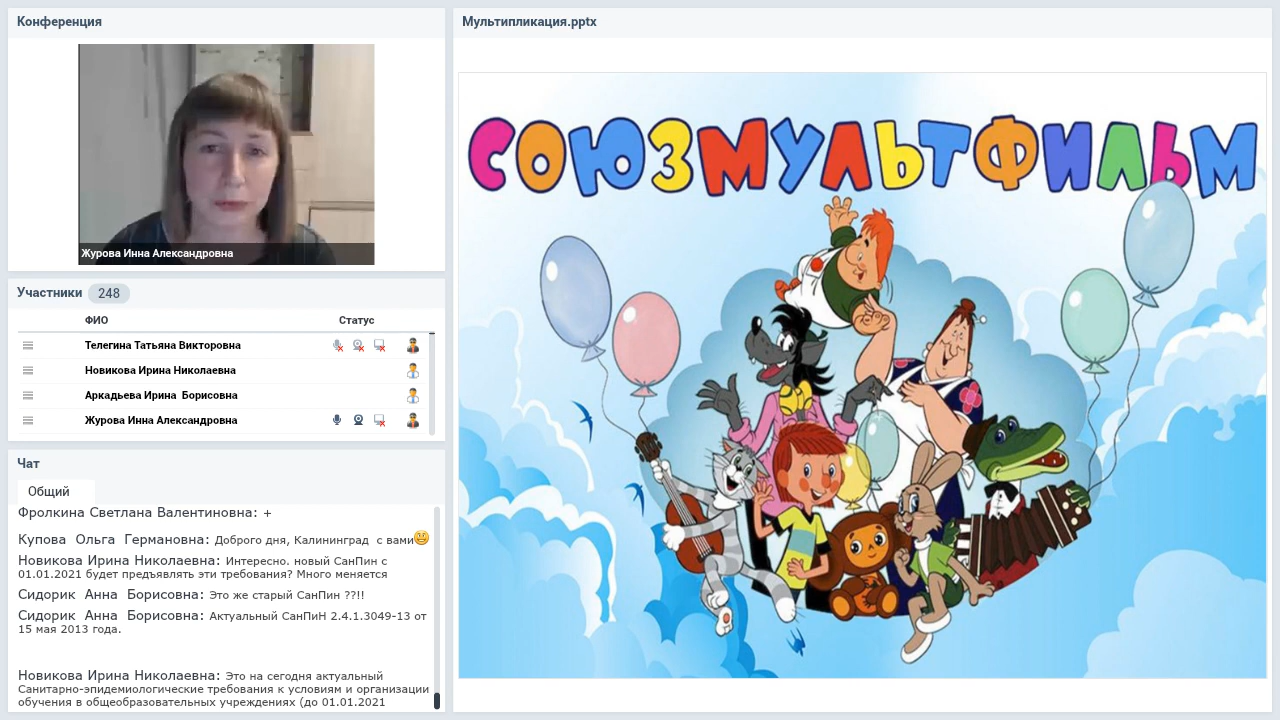 Конференция
Журова Инна Александровна
Участники 248
ФИО Статус
Телегина Татьяна Викторовна
Новикова Ирина Николаевна
Аркадьева Ирина Борисовна
Журова Инна Александровна
Чат
Общий
Фролкина Светлана Валентиновна: +
Купова Ольга Германовна: Доброго дня, Калининград с вами
Новикова Ирина Николаевна: Интересно. новый СанПин с
01.01.2021 будет предъявлять эти требования? Много меняется
Сидорик Анна Борисовна: Это же старый СанПин ??!!
Сидорик Анна Борисовна: Актуальный СанПиН 2.4.1.3049-13 от
15 мая 2013 года.
Новикова Ирина Николаевна: Это на сегодня актуальный
Санитарно-эпидемиологические требования к условиям и организации
обучения в общеобразовательных учреждениях (до 01.01.2021
Мультипликация.pptx
СОЮЗМУЛЬТФИЛЬМ